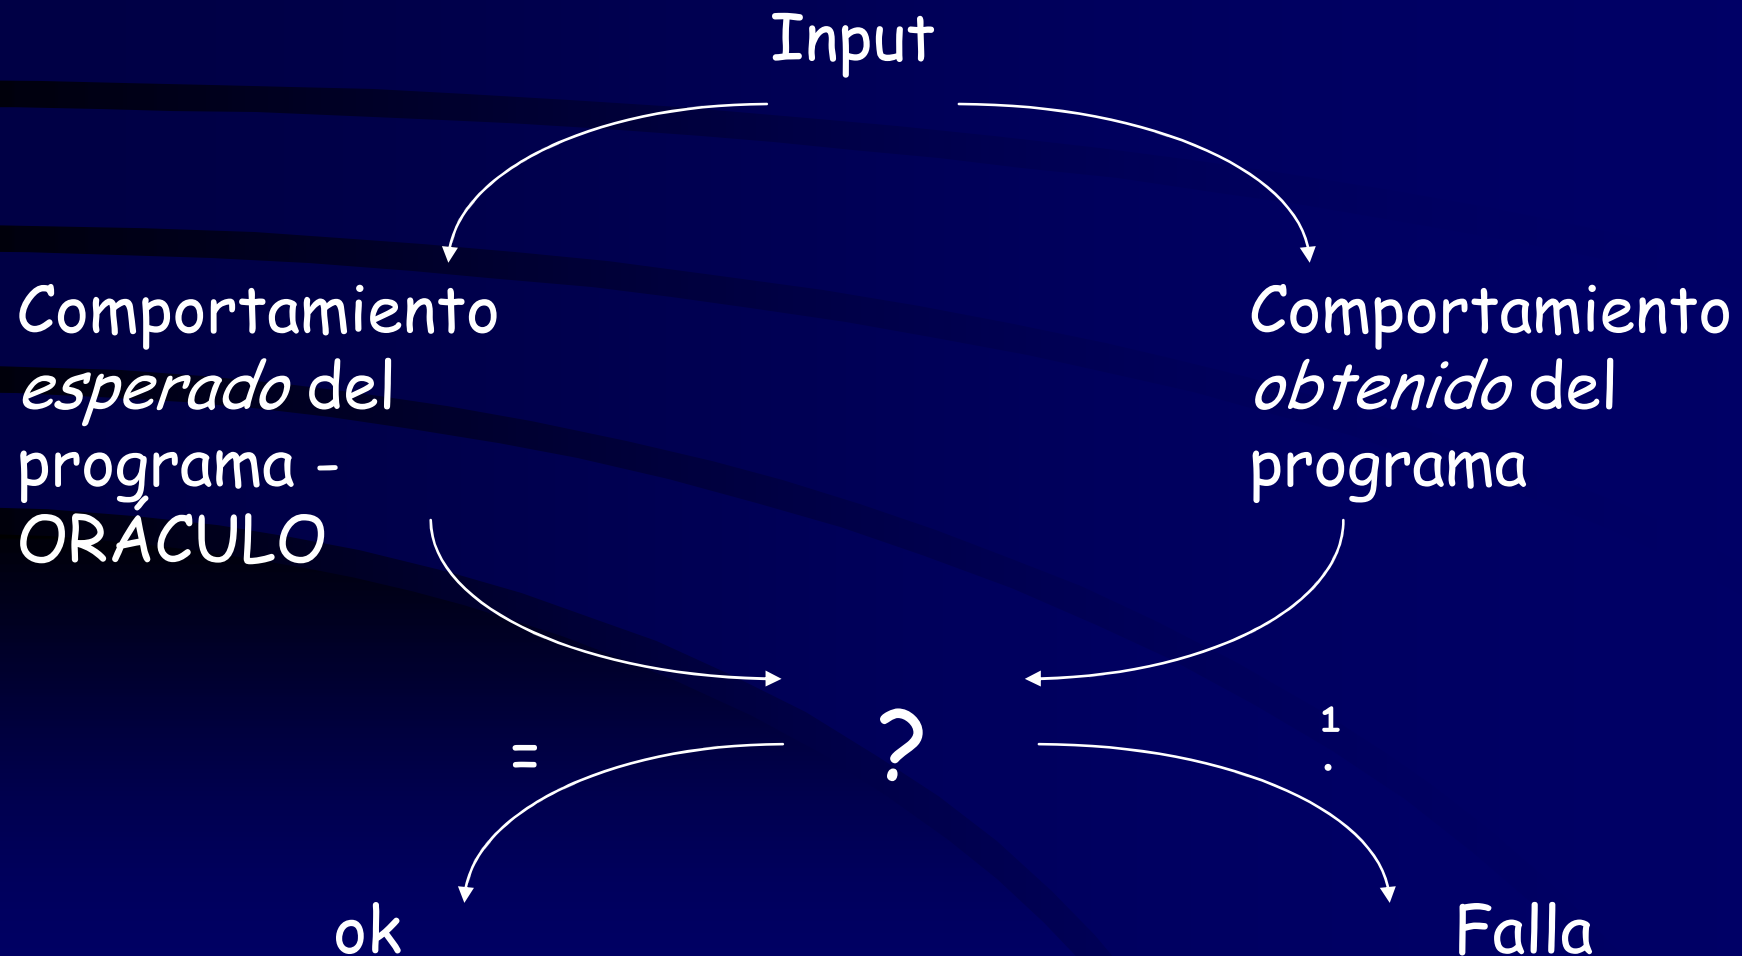 Input
Comportamiento
esperado del
programa -
ORÁCULO
Comportamiento
obtenido del
programa
?
=
1
.
ok
Falla